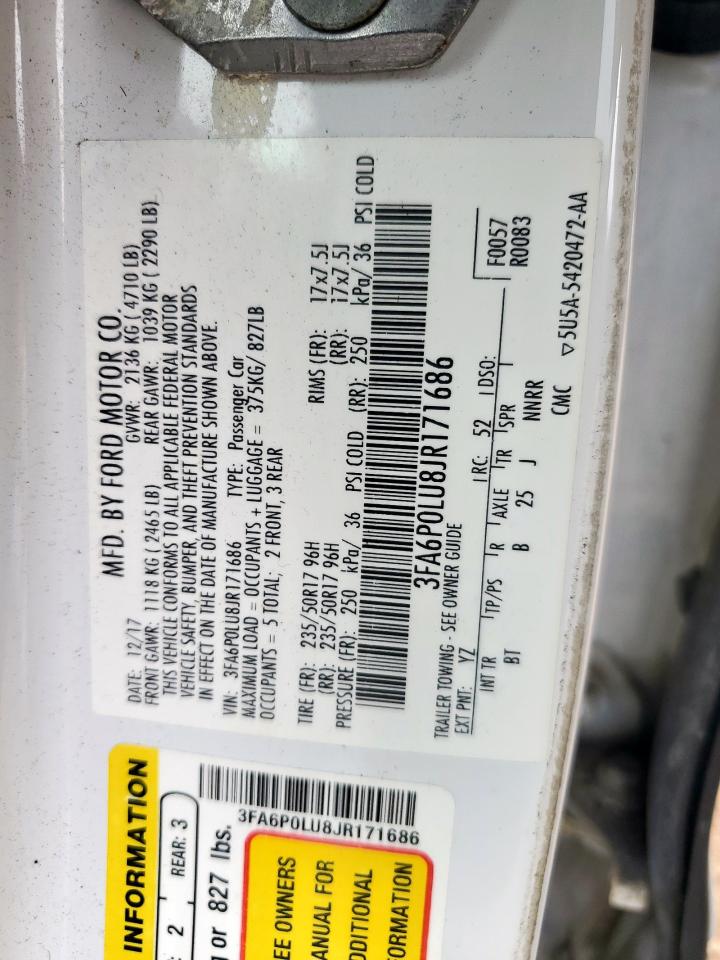 MFD. BY FORD MOTOR CO.
DATE: 12/17 GVWR: 2136 KG ( 4710 LB)
FRONT GAWR: 1118 KG ( 2465 LB) REAR GAWR: 1039 KG ( 2290 LB)
THIS VEHICLE CONFORMS TO ALL APPLICABLE FEDERAL MOTOR
VEHICLE SAFETY, BUMPER, AND THEFT PREVENTION STANDARDS
IN EFFECT ON THE DATE OF MANUFACTURE SHOWN ABOVE.
VIN: 3FA6P0LU8JR171686 TYPE: Passenger Car
MAXIMUM LOAD = OCCUPANTS + LUGGAGE = 375KG/ 827LB
OCCUPANTS = 5 TOTAL; 2 FRONT, 3 REAR
TIRE (FR): 235/50R17 96H RIMS (FR): 17x7.5J
(RR): 235/50R17 96H (RR): 17x7.5J
PRESSURE (FR): 250 kPa/ 36 PSI COLD (RR): 250 kPa/ 36 PSI COLD
3FA6P0LU8JR171686
TRAILER TOWING - SEE OWNER GUIDE
EXT PNT: YZ RC: 52 DSO: F0057
R0083
INT TR TP/PS R AXLE TR SPR
BT B 25 J NNRR
CMC ▽5U5A-5420472-AA
INFORMATION
2 REAR: 3
or 827 lbs.
3FA6P0LU8JR171686
EE OWNERS
ANUAL FOR
DDITIONAL
ORMATION